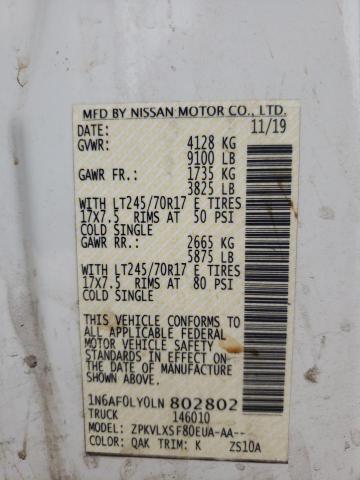 MFD BY NISSAN MOTOR CO., LTD.
DATE: 11/19
GVWR: 4128 KG
9100 LB
GAWR FR.: 1735 KG
3825 LB
WITH LT245/70R17 E TIRES
17X7.5 RIMS AT 50 PSI
COLD SINGLE
GAWR RR.: 2665 KG
5875 LB
WITH LT245/70R17 E TIRES
17X7.5 RIMS AT 80 PSI
COLD SINGLE
THIS VEHICLE CONFORMS TO
ALL APPLICABLE FEDERAL
MOTOR VEHICLE SAFETY
STANDARDS IN EFFECT ON
THE DATE OF MANUFACTURE
SHOWN ABOVE.
1N6AF0LY0LN 802802
TRUCK 146010
MODEL: ZPKVLXSF80EUA-AA--
COLOR: QAK TRIM: K ZS10A